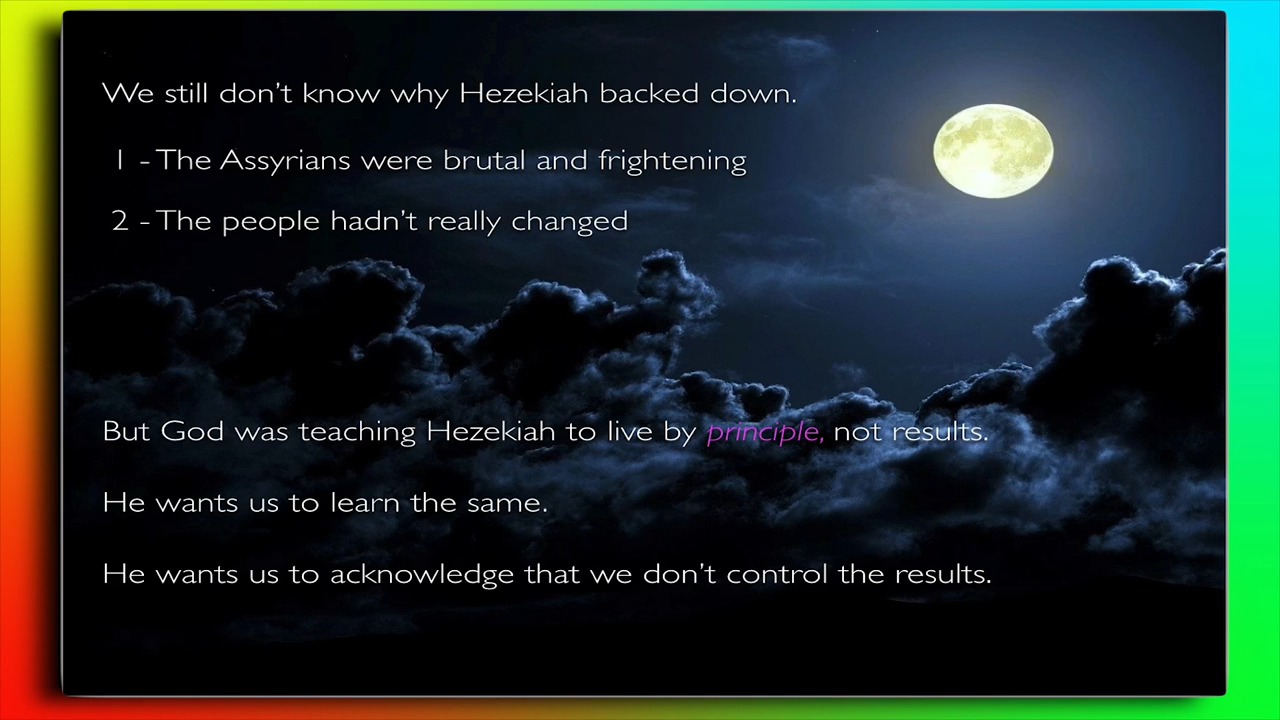 We still don’t know why Hezekiah backed down.
1 - The Assyrians were brutal and frightening
2 - The people hadn’t really changed
But God was teaching Hezekiah to live by principle, not results.
He wants us to learn the same.
He wants us to acknowledge that we don’t control the results.